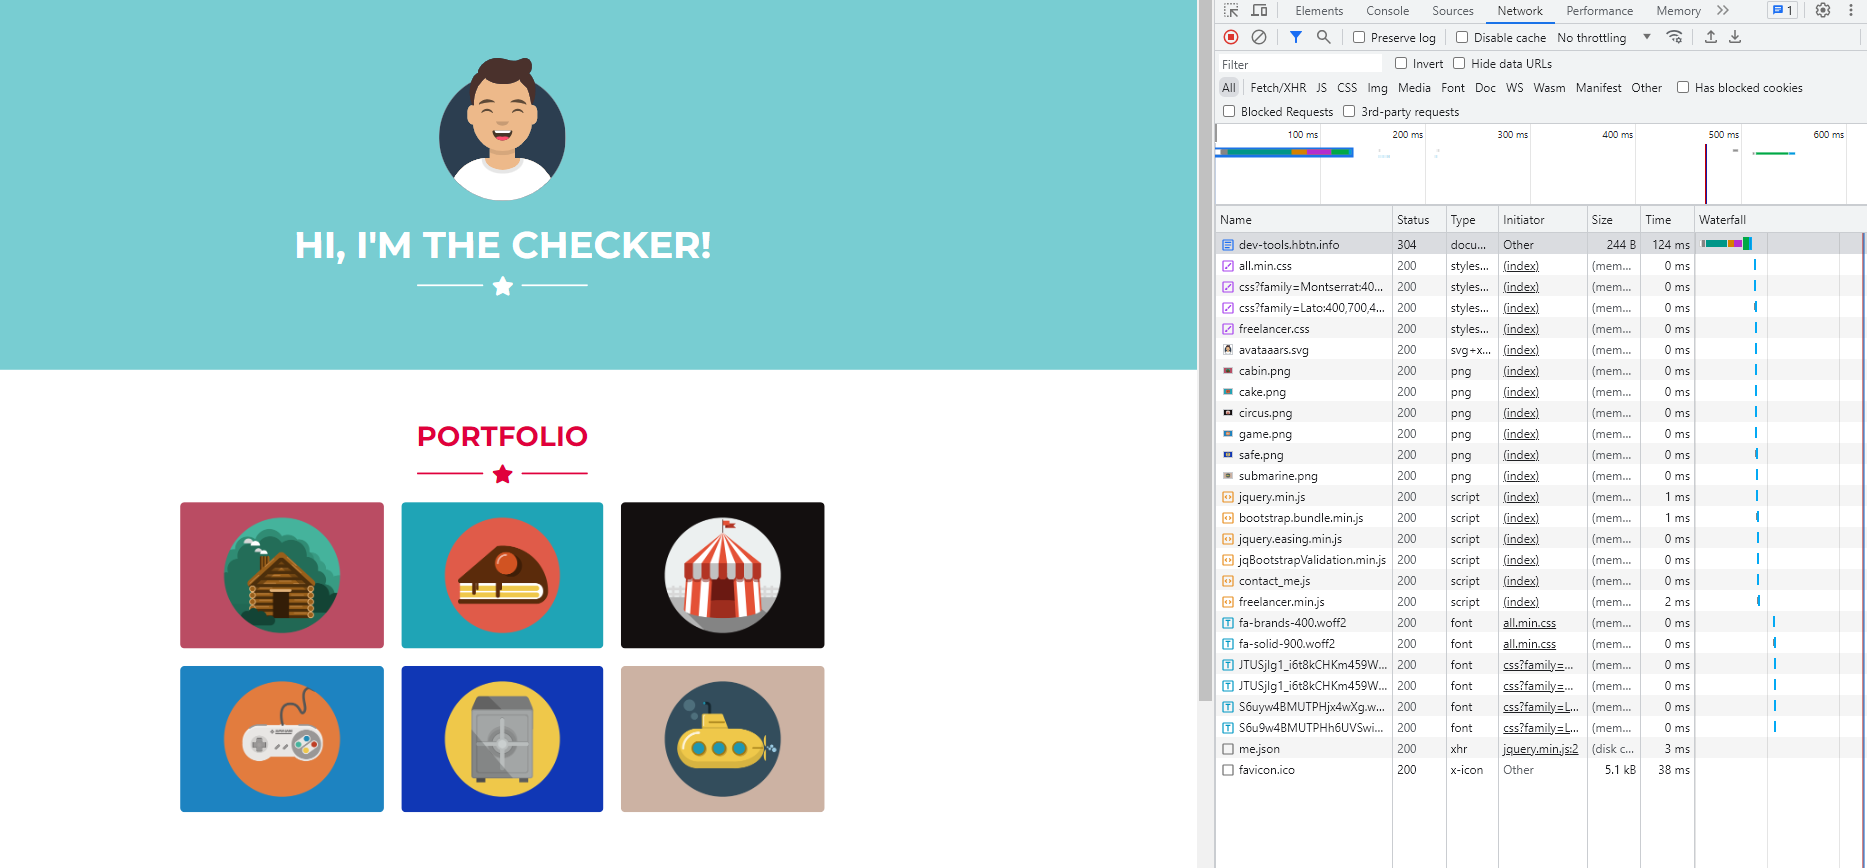 HI, I'M THE CHECKER!
PORTFOLIO
Elements Console Sources Network Performance Memory 1
Preserve log Disable cache No throttling
Filter Invert Hide data URLs
All Fetch/XHR JS CSS Img Media Font Doc WS Wasm Manifest Other Has blocked cookies
Blocked Requests 3rd-party requests
100 ms 200 ms 300 ms 400 ms 500 ms 600 ms
Name Status Type Initiator Size Time Waterfall
dev-tools.hbtn.info 304 docu... Other 244 B 124 ms
all.min.css 200 styles... (index) (mem... 0 ms
css?family=Montserrat:40... 200 styles... (index) (mem... 0 ms
css?family=Lato:400,700,4... 200 styles... (index) (mem... 0 ms
freelancer.css 200 styles... (index) (mem... 0 ms
avataaars.svg 200 svg+x... (index) (mem... 0 ms
cabin.png 200 png (index) (mem... 0 ms
cake.png 200 png (index) (mem... 0 ms
circus.png 200 png (index) (mem... 0 ms
game.png 200 png (index) (mem... 0 ms
safe.png 200 png (index) (mem... 0 ms
submarine.png 200 png (index) (mem... 0 ms
jquery.min.js 200 script (index) (mem... 1 ms
bootstrap.bundle.min.js 200 script (index) (mem... 1 ms
jquery.easing.min.js 200 script (index) (mem... 0 ms
jqBootstrapValidation.min.js 200 script (index) (mem... 0 ms
contact_me.js 200 script (index) (mem... 0 ms
freelancer.min.js 200 script (index) (mem... 2 ms
fa-brands-400.woff2 200 font all.min.css (mem... 0 ms
fa-solid-900.woff2 200 font all.min.css (mem... 0 ms
JTUSjIg1_i6t8kCHKm459W... 200 font css?family=... (mem... 0 ms
JTUSjIg1_i6t8kCHKm459W... 200 font css?family=... (mem... 0 ms
S6uyw4BMUTPHjx4wXg.w... 200 font css?family=L... (mem... 0 ms
S6u9w4BMUTPHh6UVSwi... 200 font css?family=L... (mem... 0 ms
me.json 200 xhr jquery.min.js:2 (disk c... 3 ms
favicon.ico 200 x-icon Other 5.1 kB 38 ms